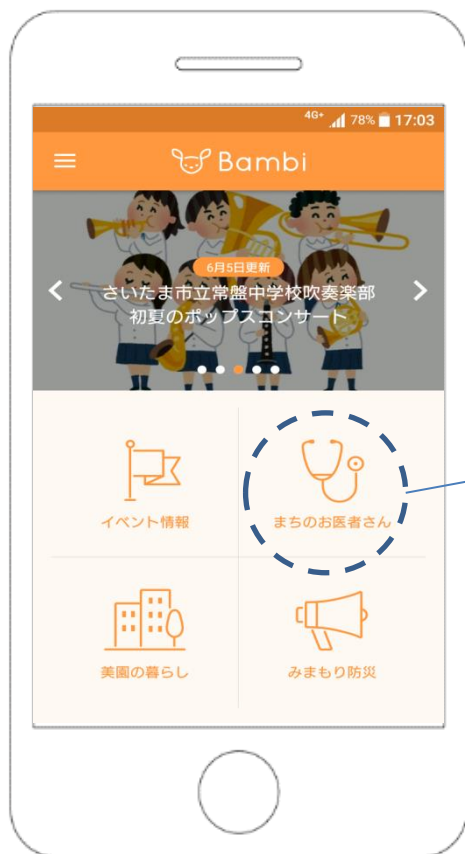 4G+ 78% 17:03
Bambi
6月5日更新
さいたま市立常盤中学校吹奏楽部
初夏のポップスコンサート
イベント情報
まちのお医者さん
美園の暮らし
みまもり防災